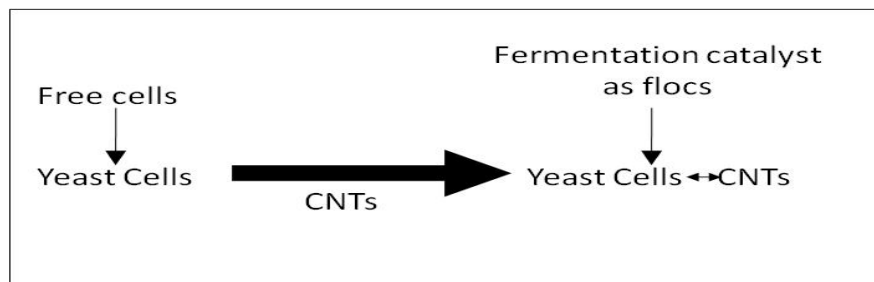 Free cells
Yeast Cells
CNTs
Fermentation catalyst
as flocs
Yeast Cells CNTs